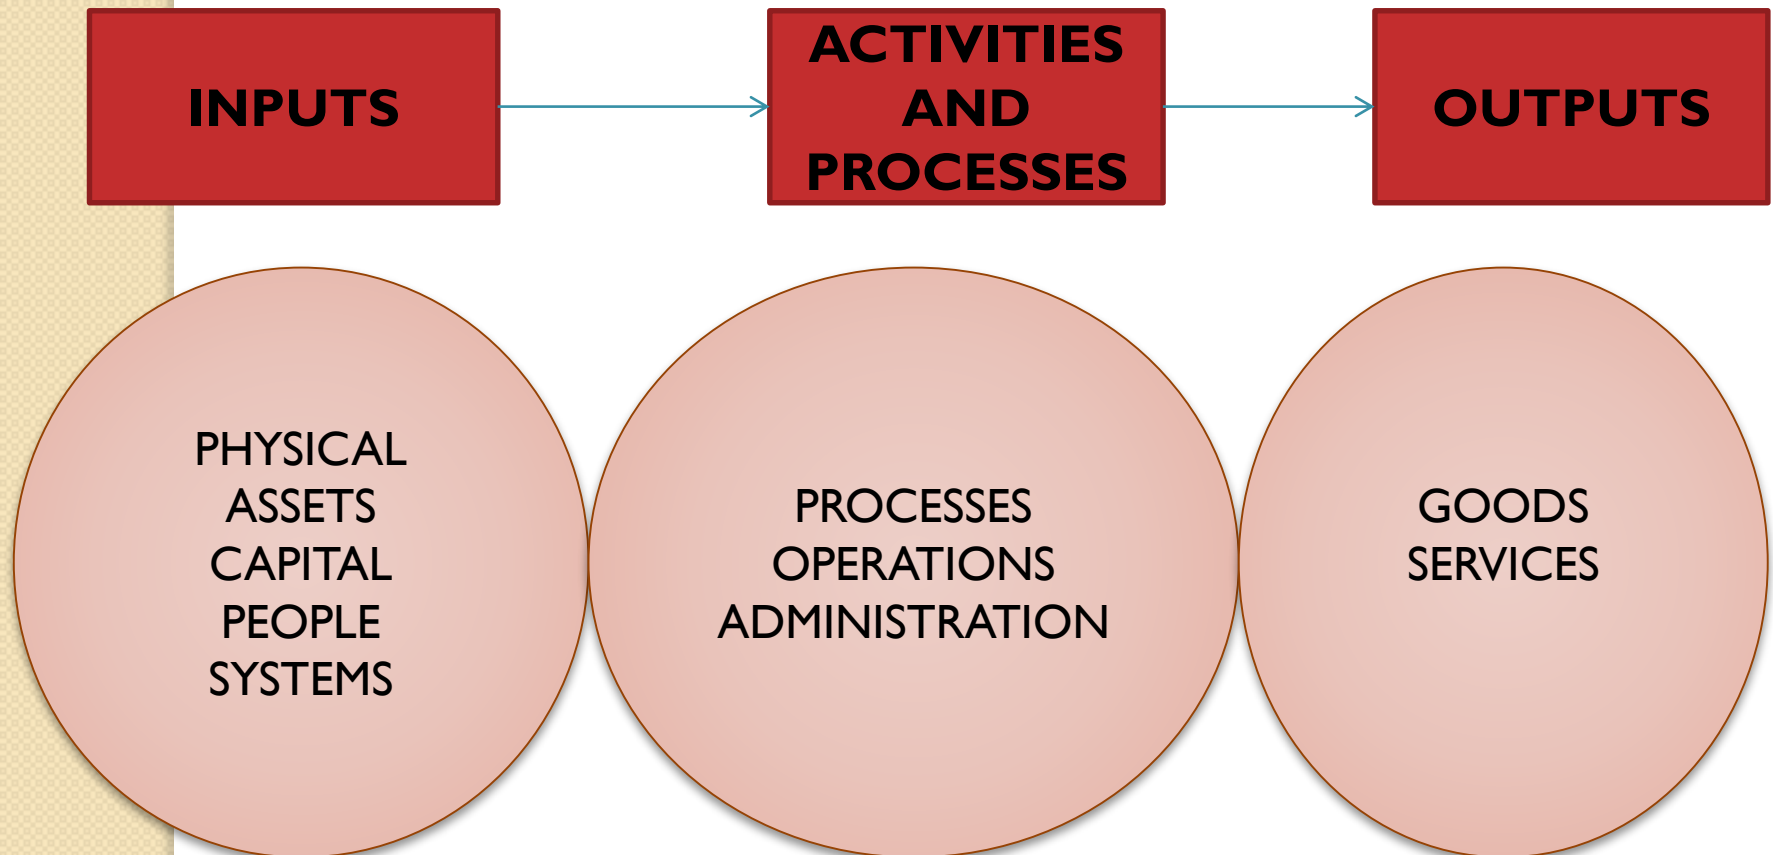 INPUTS
ACTIVITIES
AND
PROCESSES
OUTPUTS
PHYSICAL
ASSETS
CAPITAL
PEOPLE
SYSTEMS
PROCESSES
OPERATIONS
ADMINISTRATION
GOODS
SERVICES